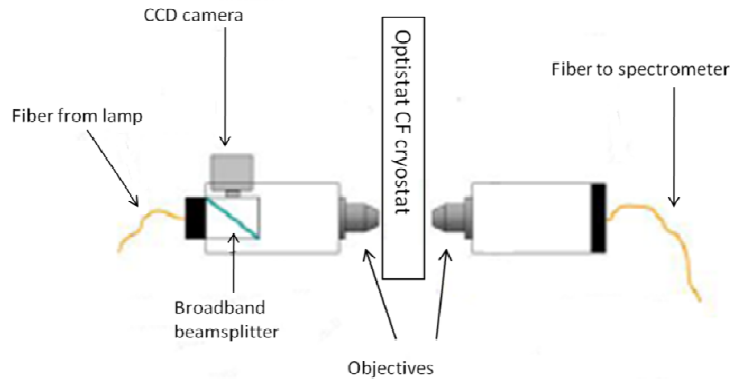 CCD camera
Optistat CF cryostat
Fiber to spectrometer
Fiber from lamp
Broadband
beamsplitter
Objectives